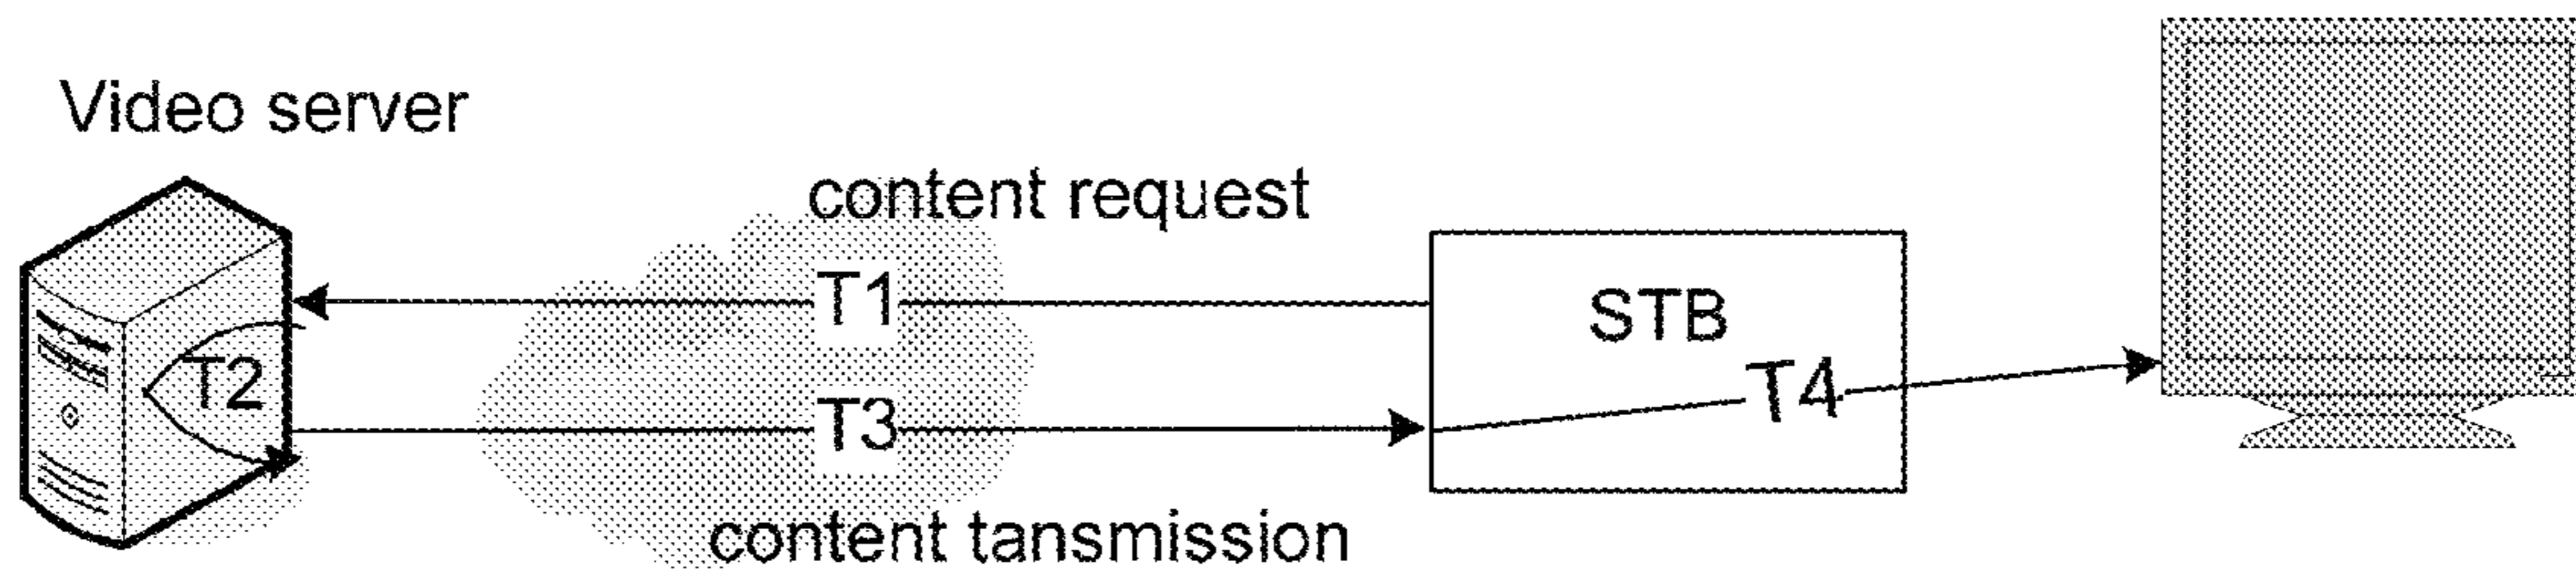 Video server
content request
T1
STB
T2
T4
T3
content tansmission